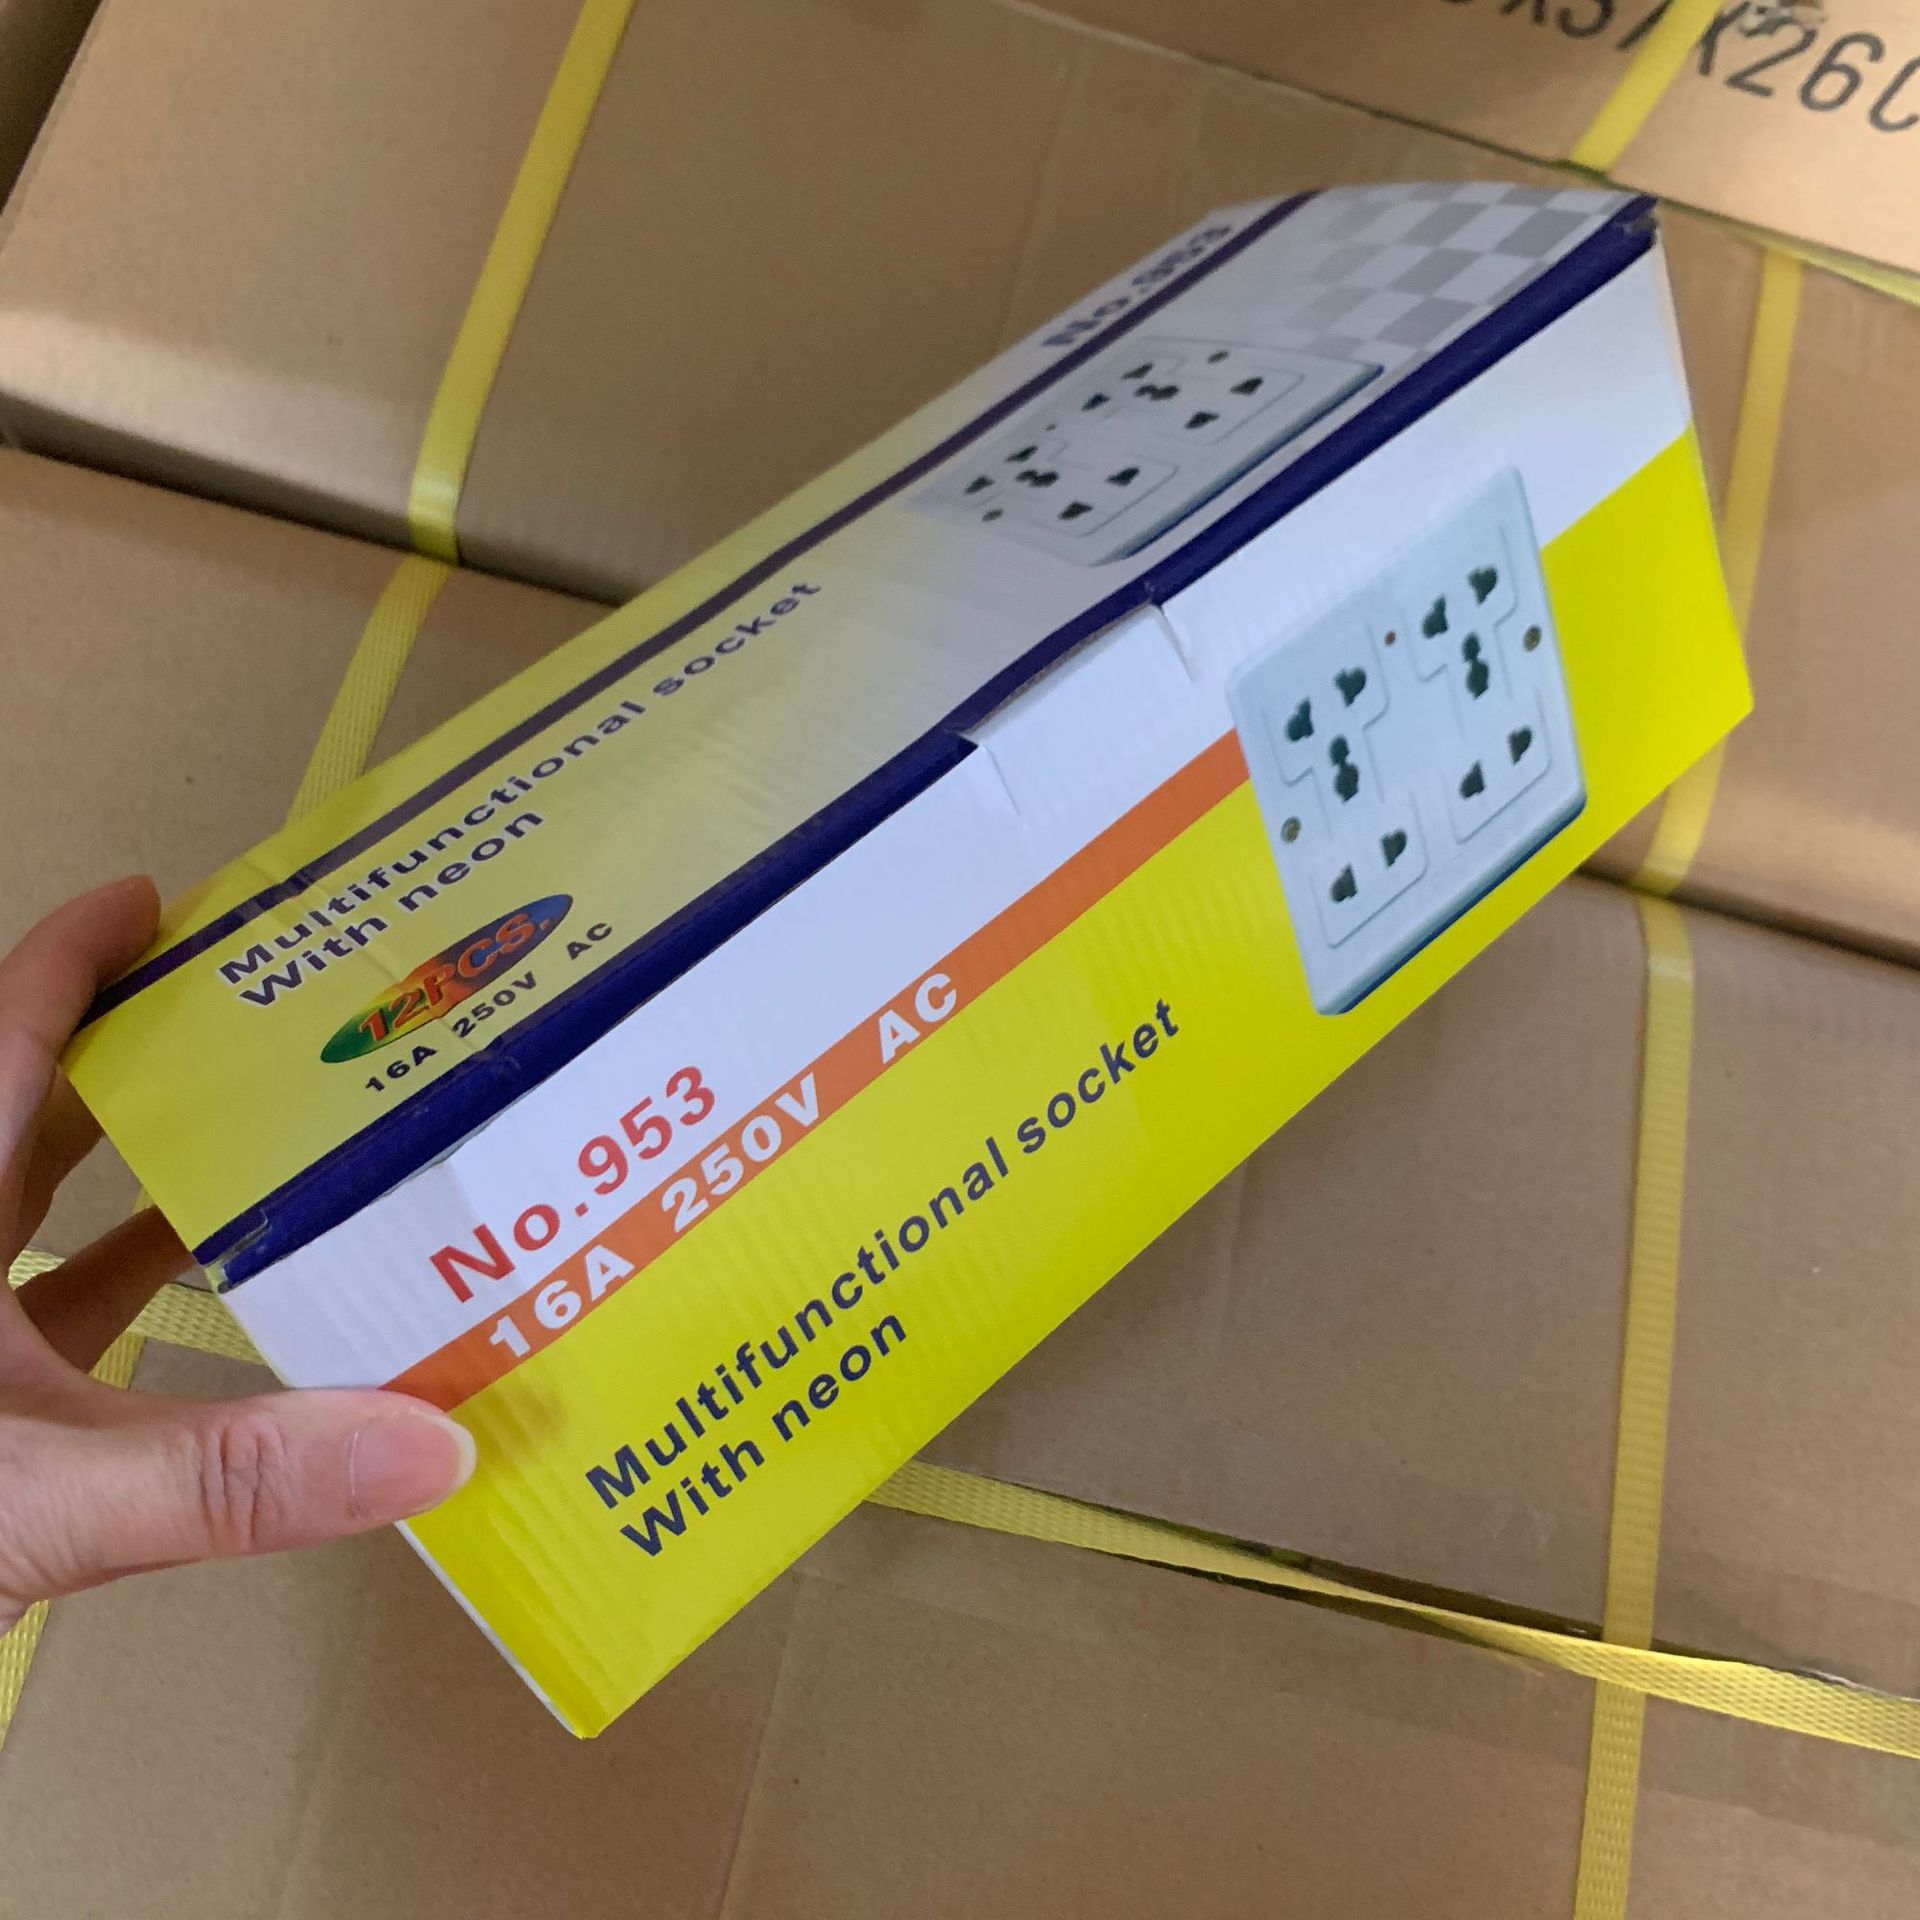 X26C
No.953
Multifunctional socket
With neon
12PCS.
16A 250V AC
No.953
16A 250V AC
Multifunctional socket
With neon